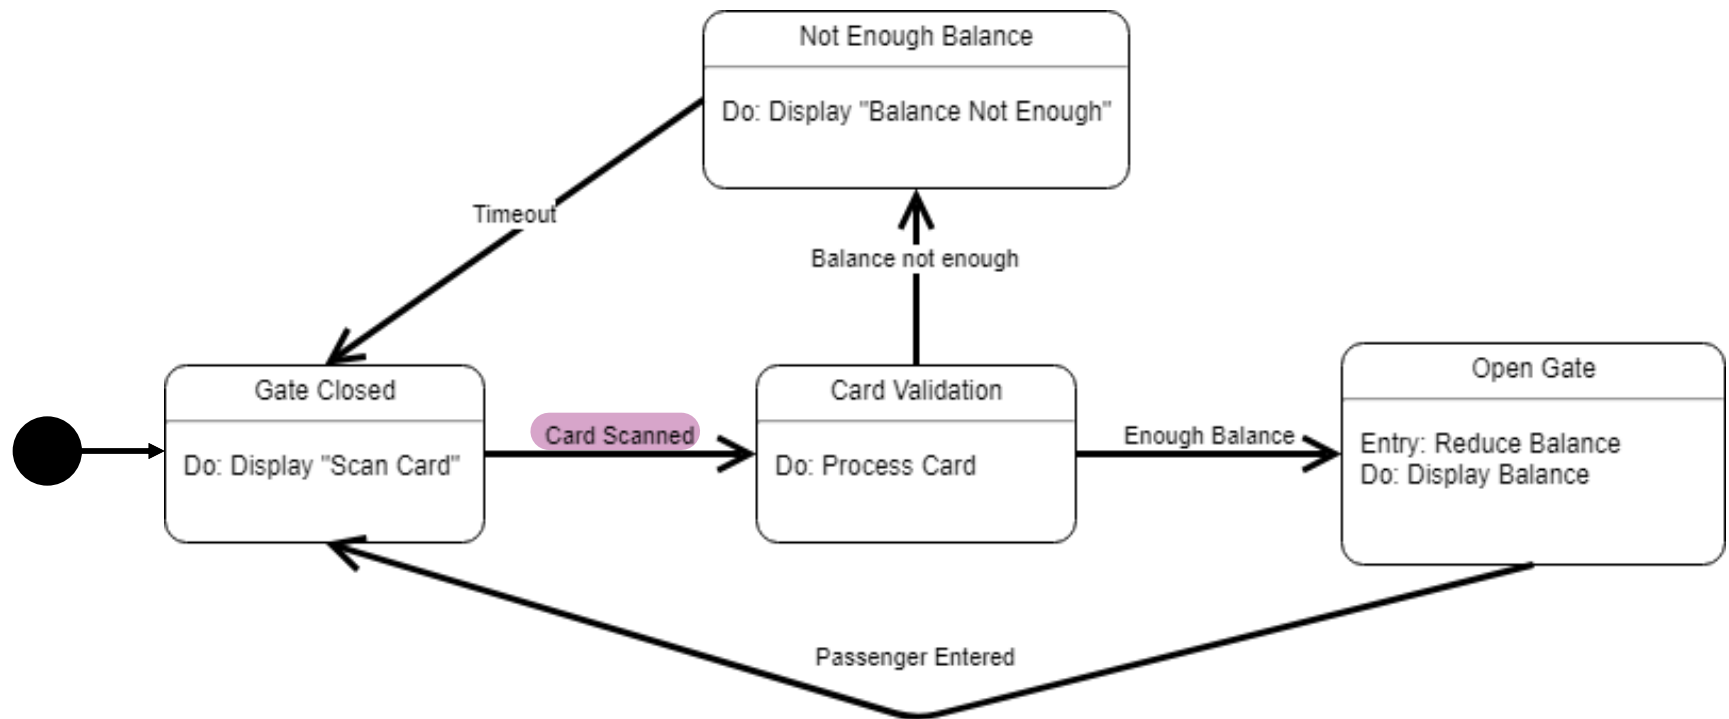 Not Enough Balance
Do: Display "Balance Not Enough"
Timeout
Balance not enough
Gate Closed
Do: Display "Scan Card"
Card Scanned
Card Validation
Do: Process Card
Enough Balance
Open Gate
Entry: Reduce Balance
Do: Display Balance
Passenger Entered